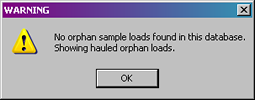 WARNING
No orphan sample loads found in this database.
Showing hauled orphan loads.
OK